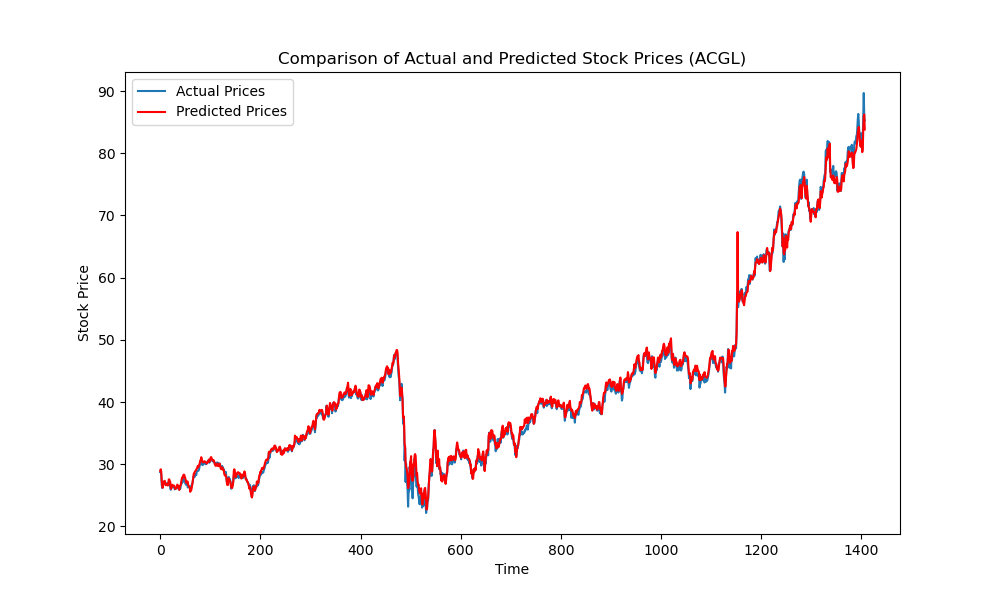 Comparison of Actual and Predicted Stock Prices (ACGL)
Actual Prices
Predicted Prices
90
80
70
60
50
40
30
20
Stock Price
0 200 400 600 800 1000 1200 1400
Time